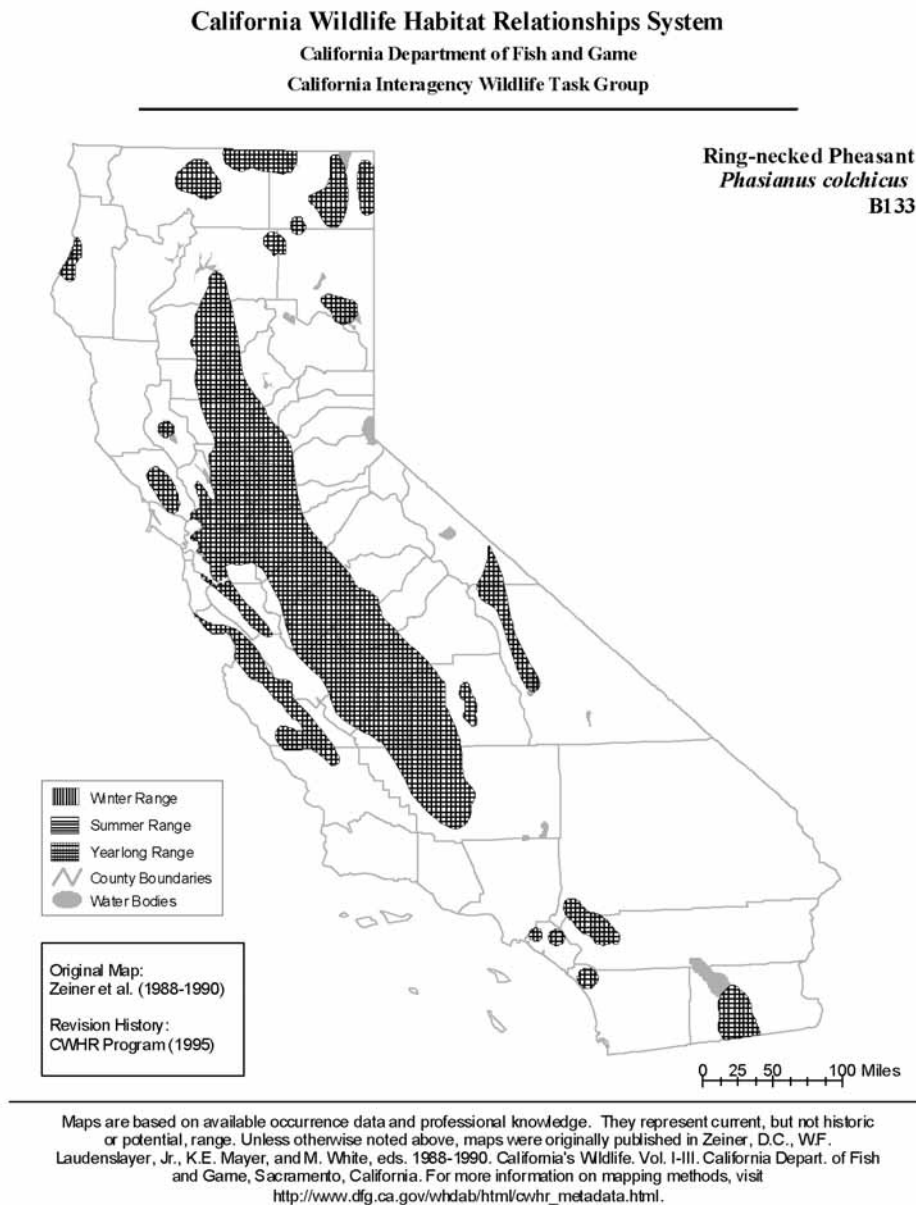 California Wildlife Habitat Relationships System
California Department of Fish and Game
California Interagency Wildlife Task Group
Ring-necked Pheasant
Phasianus colchicus
B133
Winter Range
Summer Range
Yearlong Range
County Boundaries
Water Bodies
Original Map:
Zeiner et al. (1988-1990)
Revision History:
CWHR Program (1995)
0 25 50 100 Miles
Maps are based on available occurrence data and professional knowledge. They represent current, but not historic
or potential, range. Unless otherwise noted above, maps were originally published in Zeiner, D.C., W.F.
Laudenslayer, Jr., K.E. Mayer, and M. White, eds. 1988-1990. California's Wildlife. Vol. I-III. California Depart. of Fish
and Game, Sacramento, California. For more information on mapping methods, visit
http://www.dfg.ca.gov/whdab/html/cwhr_metadata.html.